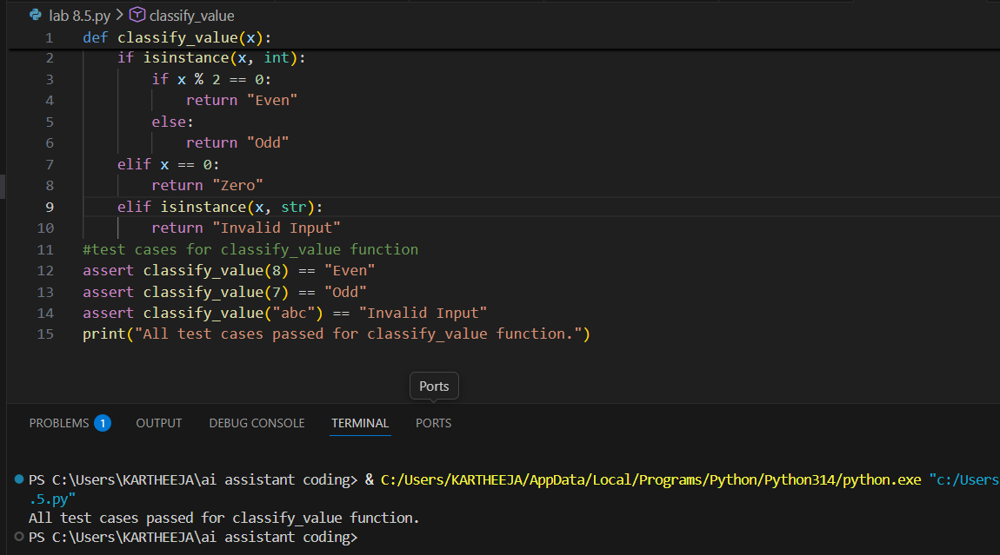 lab 8.5.py > classify_value
1 def classify_value(x):
2     if isinstance(x, int):
3         if x % 2 == 0:
4             return "Even"
5         else:
6             return "Odd"
7     elif x == 0:
8         return "Zero"
9     elif isinstance(x, str):
10         return "Invalid Input"
11 #test cases for classify_value function
12 assert classify_value(8) == "Even"
13 assert classify_value(7) == "Odd"
14 assert classify_value("abc") == "Invalid Input"
15 print("All test cases passed for classify_value function.")
Ports
PROBLEMS 1 OUTPUT DEBUG CONSOLE TERMINAL PORTS
PS C:\Users\KARTHEEJA\ai assistant coding> & C:/Users/KARTHEEJA/AppData/Local/Programs/Python/Python314/python.exe "c:/Users
.5.py"
All test cases passed for classify_value function.
PS C:\Users\KARTHEEJA\ai assistant coding>